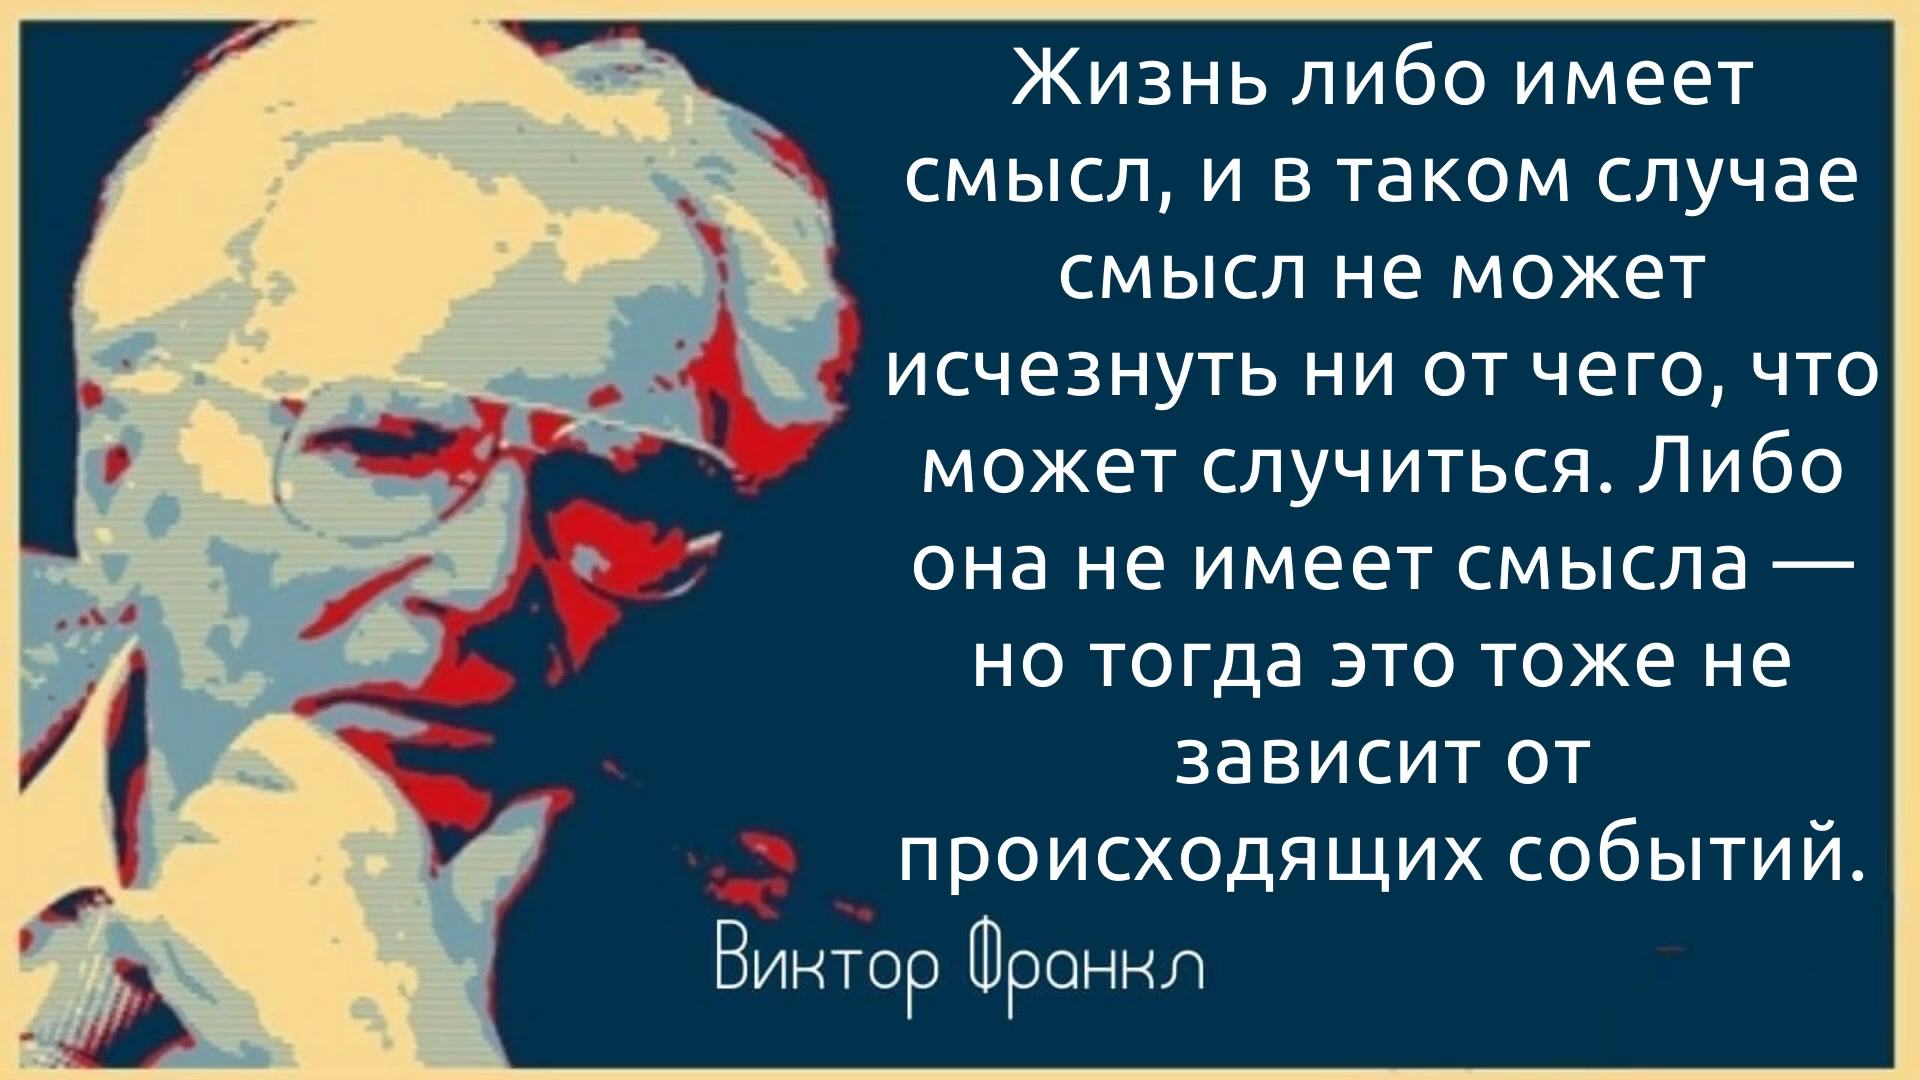 Жизнь либо имеет
смысл, и в таком случае
смысл не может
исчезнуть ни от чего, что
может случиться. Либо
она не имеет смысла —
но тогда это тоже не
зависит от
происходящих событий.
Виктор Франкл